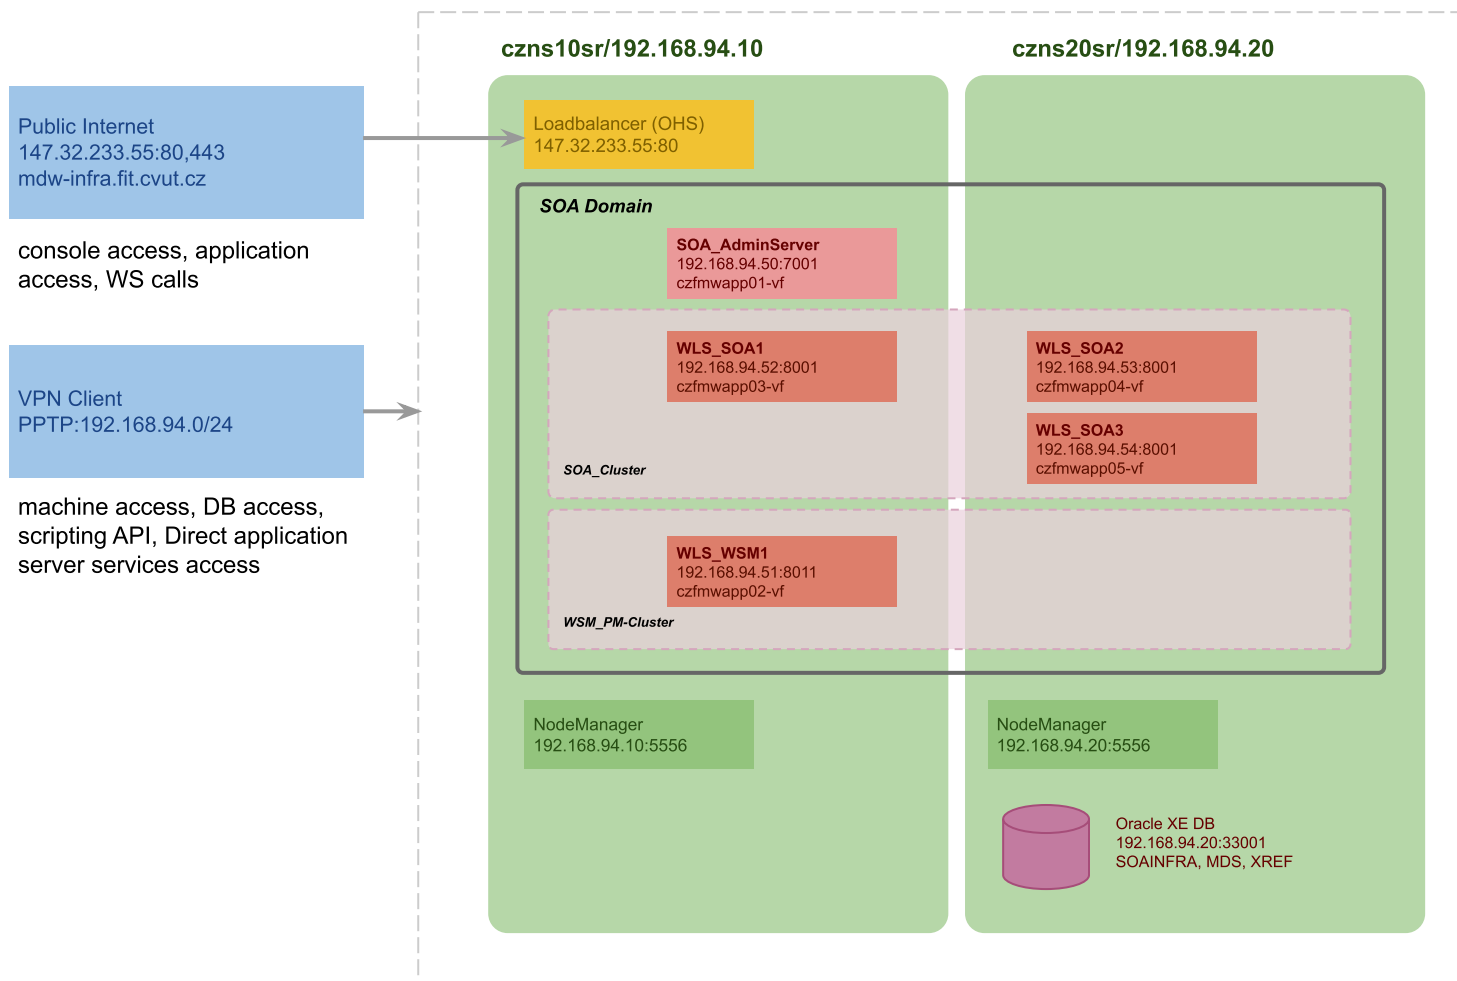 czns10sr/192.168.94.10
czns20sr/192.168.94.20
Public Internet
147.32.233.55:80,443
mdw-infra.fit.cvut.cz
console access, application
access, WS calls
VPN Client
PPTP:192.168.94.0/24
machine access, DB access,
scripting API, Direct application
server services access
Loadbalancer (OHS)
147.32.233.55:80
SOA Domain
SOA_AdminServer
192.168.94.50:7001
czfmwapp01-vf
WLS_SOA1
192.168.94.52:8001
czfmwapp03-vf
WLS_SOA2
192.168.94.53:8001
czfmwapp04-vf
WLS_SOA3
192.168.94.54:8001
czfmwapp05-vf
SOA_Cluster
WLS_WSM1
192.168.94.51:8011
czfmwapp02-vf
WSM_PM-Cluster
NodeManager
192.168.94.10:5556
NodeManager
192.168.94.20:5556
Oracle XE DB
192.168.94.20:33001
SOAINFRA, MDS, XREF